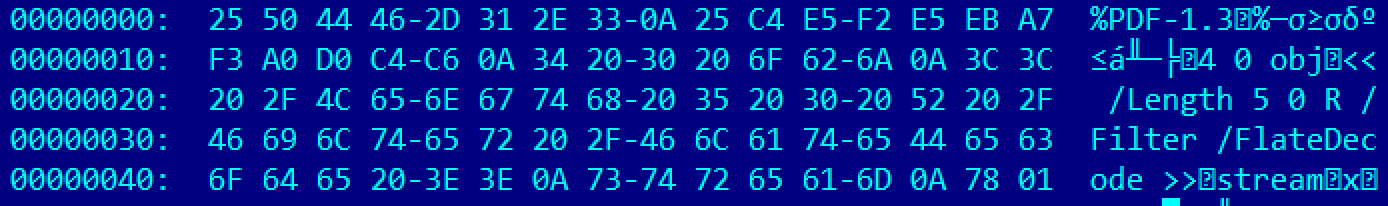 00000000: 25 50 44 46-2D 31 2E 33-0A 25 C4 E5-F2 E5 EB A7 %PDF-1.3⍰%─σ≥σδº
00000010: F3 A0 D0 C4-C6 0A 34 20-30 20 6F 62-6A 0A 3C 3C ≤á╨─╞⍰4 0 obj⍰<<
00000020: 20 2F 4C 65-6E 67 74 68-20 35 20 30-20 52 20 2F  /Length 5 0 R /
00000030: 46 69 6C 74-65 72 20 2F-46 6C 61 74-65 44 65 63 Filter /FlateDec
00000040: 6F 64 65 20-3E 3E 0A 73-74 72 65 61-6D 0A 78 01 ode >>⍰stream⍰x⍰